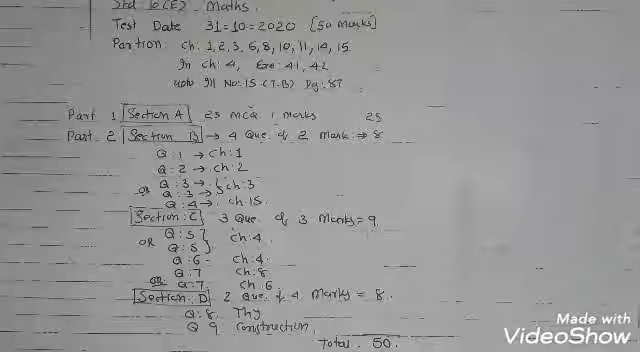 Std 10(E). Maths.
Test Date 31=10=2020 [50 marks]
Portion: ch: 1, 2, 3, 6, 8, 10, 11, 14, 15
In ch: 4, Exe: 4.1, 4.2
upto Ill No: 15 (T.B) Pg: 87
Part 1 Section A 25 MCQ 1 marks 25
Part 2 Section B → 4 Que. of 2 Mark ⇒ 8
Q:1 → Ch:1
Q:2 → Ch:2
Q:3 →
OR Q:3 → } ch:3
Q:4 → ch.15.
Section: C 3 Que. of 3 Marks = 9
Q:5
OR Q:5 } ch.4
Q:6 - ch.4
Q:7 Ch:8
OR Q:7. Ch.6
Section: D 2 Que of 4 marks = 8.
Q:8. Thy
Q 9 construction.
Total. 50.
Made with
VideoShow